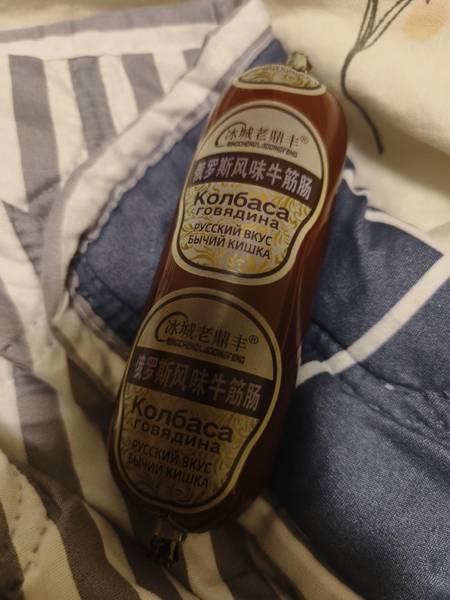 冰城老鼎丰®
BINGCHENGLAODINGFENG
俄罗斯风味牛筋肠
Колбаса
говядина
РУССКИЙ ВКУС
БЫЧИЙ КИШКА
冰城老鼎丰®
BINGCHENGLAODINGFENG
俄罗斯风味牛筋肠
Колбаса
говядина
РУССКИЙ ВКУС
БЫЧИЙ КИШКА